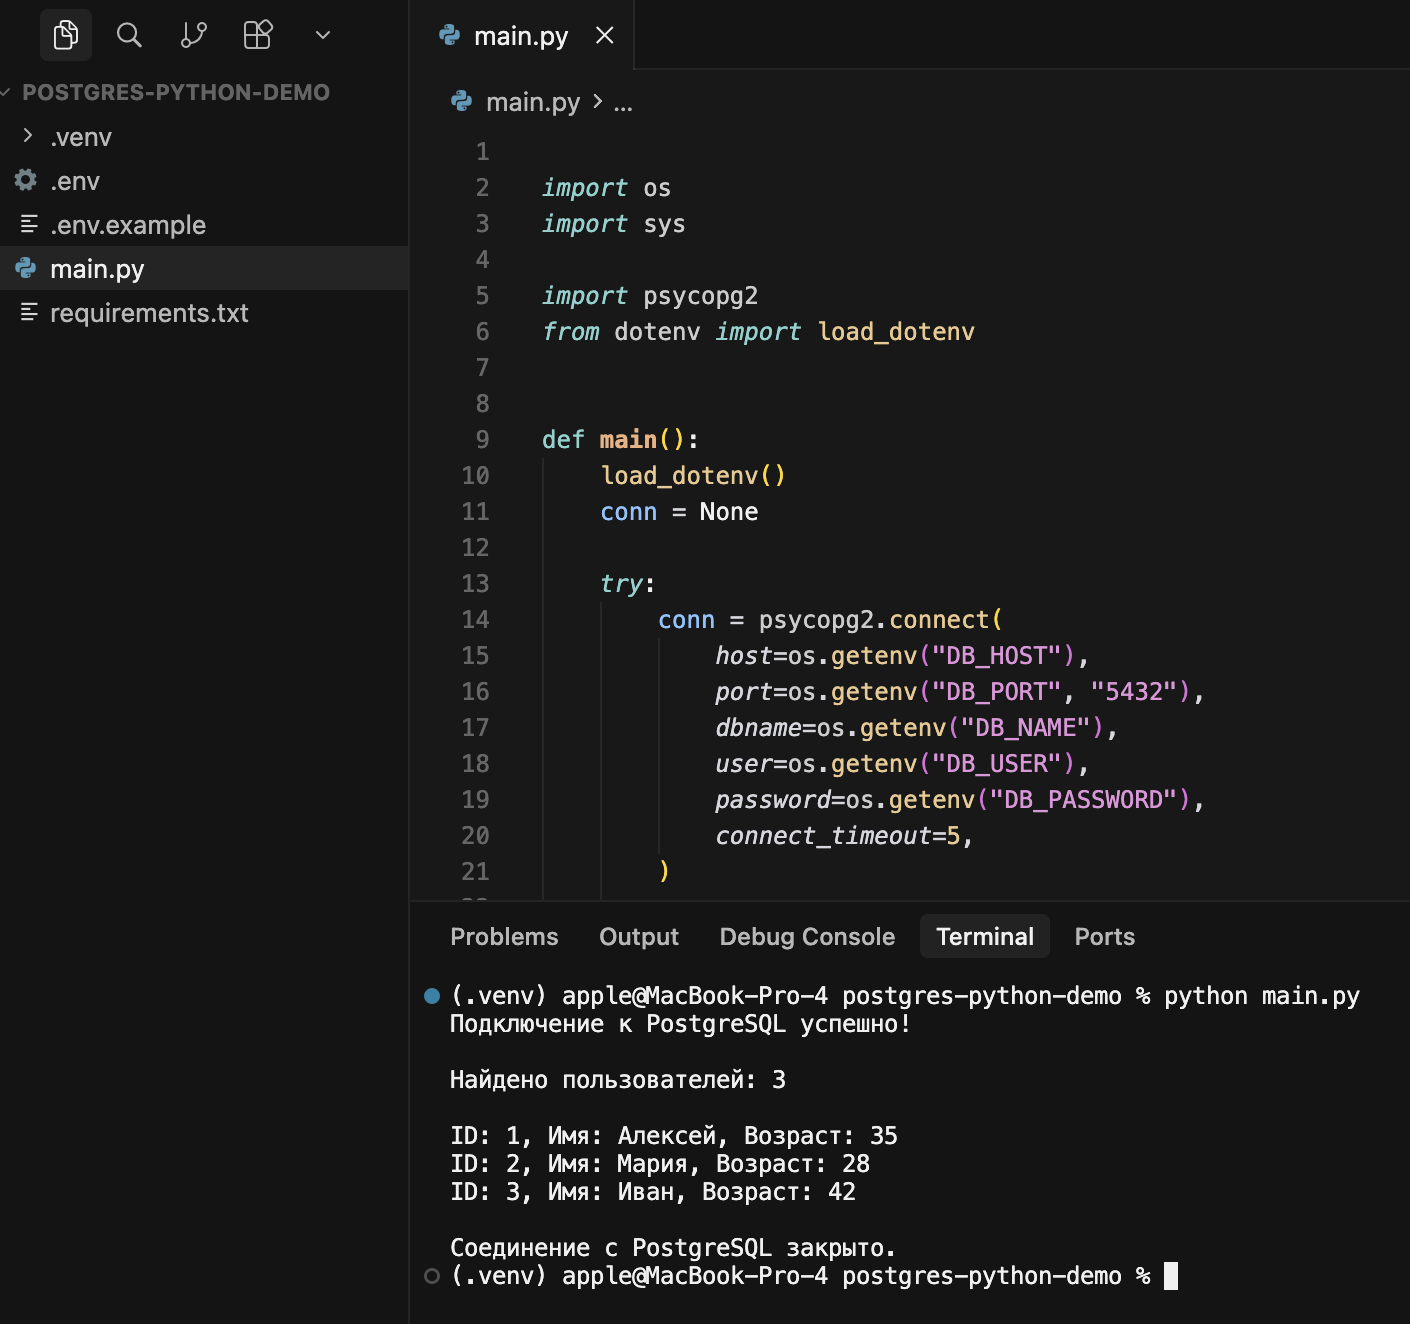 POSTGRES-PYTHON-DEMO
.venv
.env
.env.example
main.py
requirements.txt
main.py
main.py > ...
1
2 import os
3 import sys
4
5 import psycopg2
6 from dotenv import load_dotenv
7
8
9 def main():
10 load_dotenv()
11 conn = None
12
13 try:
14 conn = psycopg2.connect(
15 host=os.getenv("DB_HOST"),
16 port=os.getenv("DB_PORT", "5432"),
17 dbname=os.getenv("DB_NAME"),
18 user=os.getenv("DB_USER"),
19 password=os.getenv("DB_PASSWORD"),
20 connect_timeout=5,
21 )
Problems Output Debug Console Terminal Ports
(.venv) apple@MacBook-Pro-4 postgres-python-demo % python main.py
Подключение к PostgreSQL успешно!
Найдено пользователей: 3
ID: 1, Имя: Алексей, Возраст: 35
ID: 2, Имя: Мария, Возраст: 28
ID: 3, Имя: Иван, Возраст: 42
Соединение с PostgreSQL закрыто.
(.venv) apple@MacBook-Pro-4 postgres-python-demo %